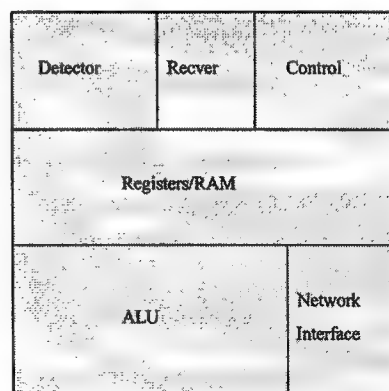 Detector Recver Control
Registers/RAM
ALU
Network
Interface